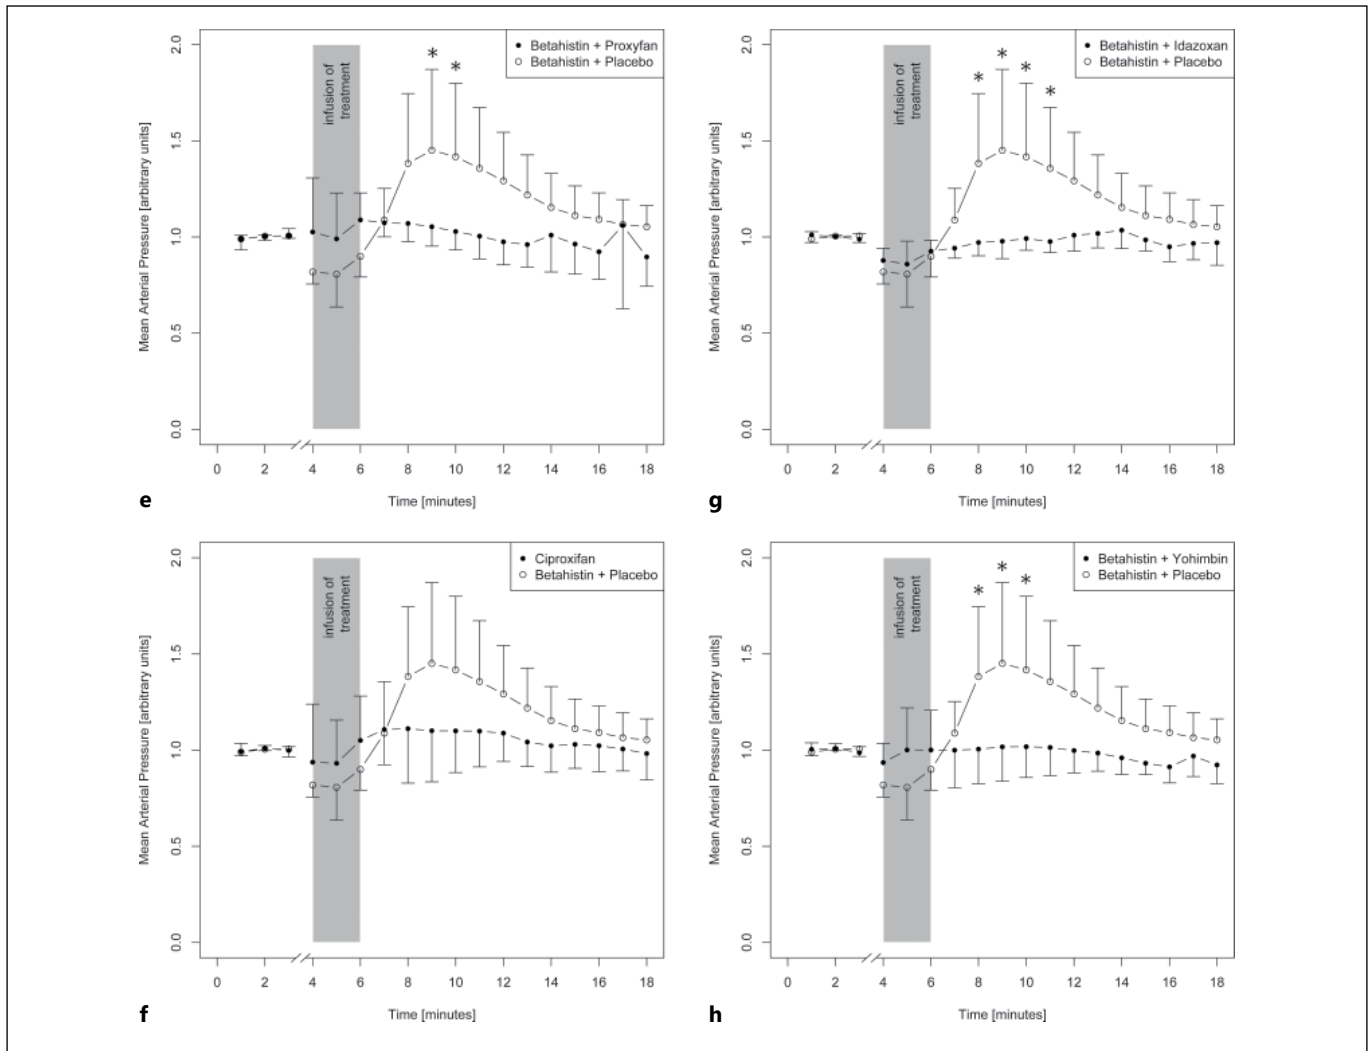 Betahistin + Proxyfan
Betahistin + Placebo
infusion of
treatment
* *
Mean Arterial Pressure [arbitrary units]
2.0
1.5
1.0
0.5
0.0
0 2 4 6 8 10 12 14 16 18
Time [minutes]
e
Betahistin + Idazoxan
Betahistin + Placebo
infusion of
treatment
* * * *
Mean Arterial Pressure [arbitrary units]
2.0
1.5
1.0
0.5
0.0
0 2 4 6 8 10 12 14 16 18
Time [minutes]
g
Ciproxifan
Betahistin + Placebo
infusion of
treatment
Mean Arterial Pressure [arbitrary units]
2.0
1.5
1.0
0.5
0.0
0 2 4 6 8 10 12 14 16 18
Time [minutes]
f
Betahistin + Yohimbin
Betahistin + Placebo
infusion of
treatment
* * *
Mean Arterial Pressure [arbitrary units]
2.0
1.5
1.0
0.5
0.0
0 2 4 6 8 10 12 14 16 18
Time [minutes]
h